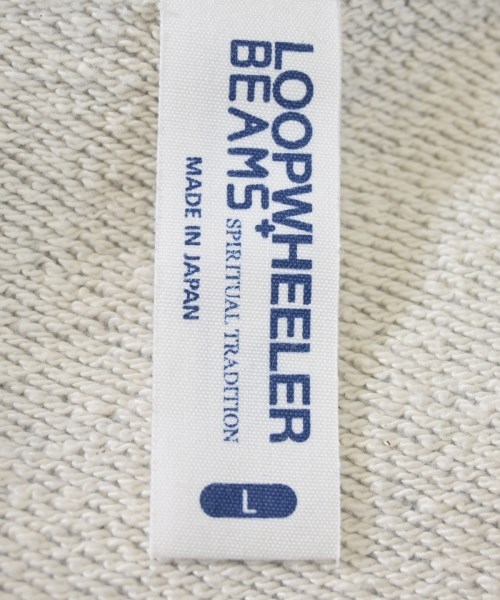 LOOPWHEELER
BEAMS+
SPIRITUAL TRADITION
MADE IN JAPAN
L